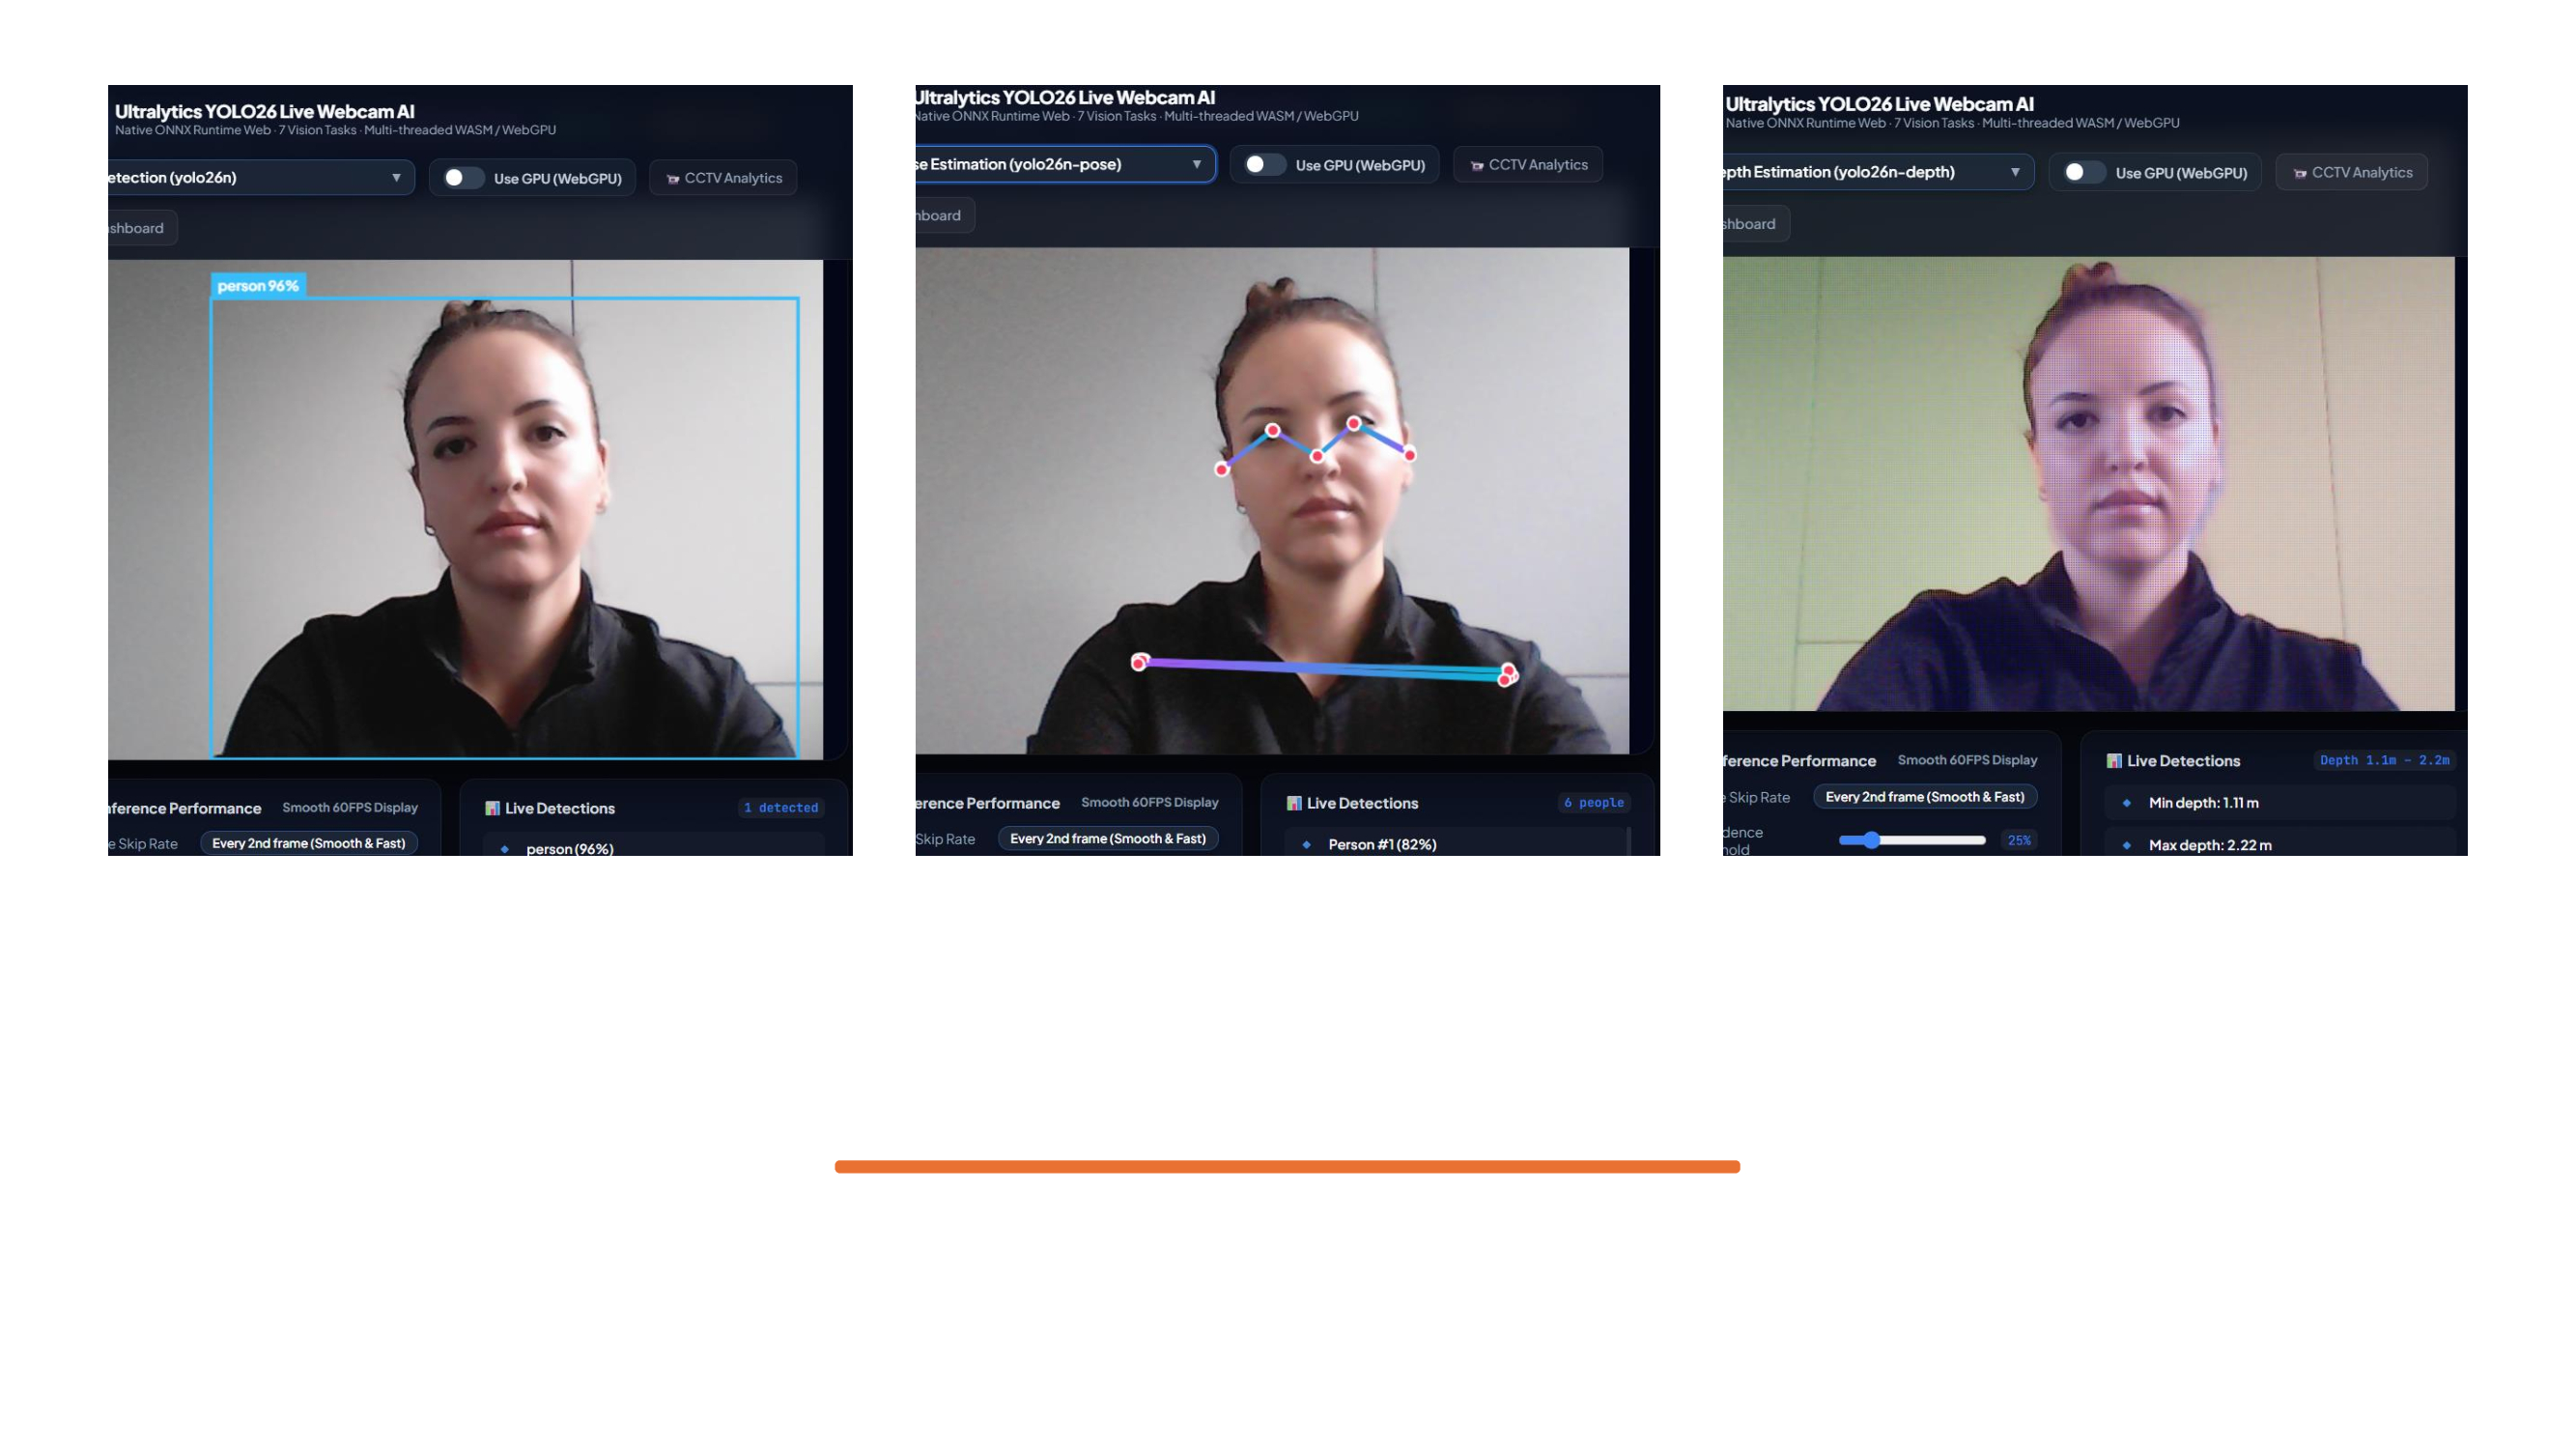 Ultralytics YOLO26 Live Webcam AI
Native ONNX Runtime Web · 7 Vision Tasks · Multi-threaded WASM / WebGPU
etection (yolo26n) ▼ Use GPU (WebGPU) CCTV Analytics
shboard
person 96%
nference Performance Smooth 60FPS Display
e Skip Rate Every 2nd frame (Smooth & Fast)
Live Detections 1 detected
person (96%)
Ultralytics YOLO26 Live Webcam AI
Native ONNX Runtime Web · 7 Vision Tasks · Multi-threaded WASM / WebGPU
se Estimation (yolo26n-pose) ▼ Use GPU (WebGPU) CCTV Analytics
hboard
erence Performance Smooth 60FPS Display
Skip Rate Every 2nd frame (Smooth & Fast)
Live Detections 6 people
Person #1 (82%)
Ultralytics YOLO26 Live Webcam AI
Native ONNX Runtime Web · 7 Vision Tasks · Multi-threaded WASM / WebGPU
epth Estimation (yolo26n-depth) ▼ Use GPU (WebGPU) CCTV Analytics
shboard
ference Performance Smooth 60FPS Display
e Skip Rate Every 2nd frame (Smooth & Fast)
dence
hold 25%
Live Detections Depth 1.1m – 2.2m
Min depth: 1.11 m
Max depth: 2.22 m